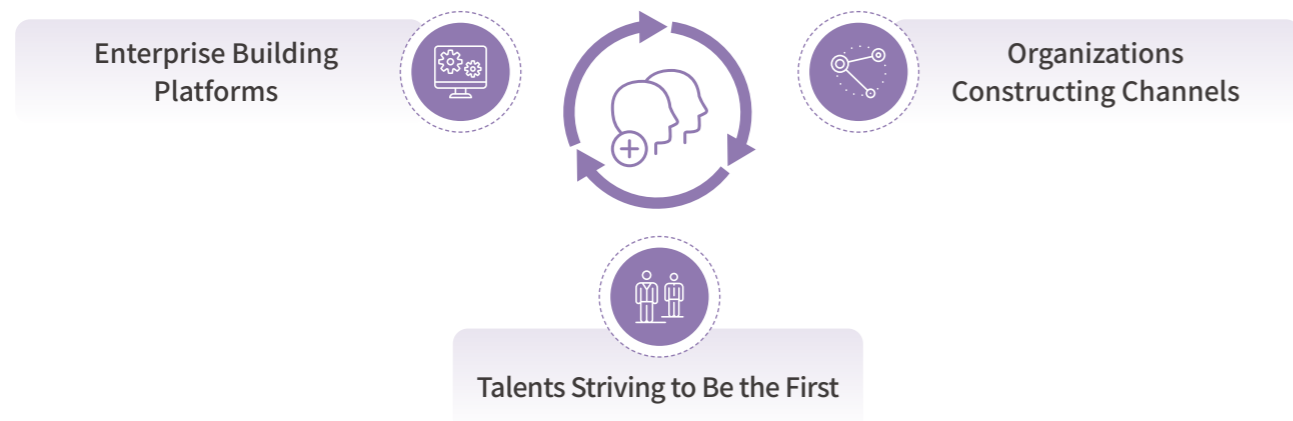 Enterprise Building
Platforms
Organizations
Constructing Channels
Talents Striving to Be the First